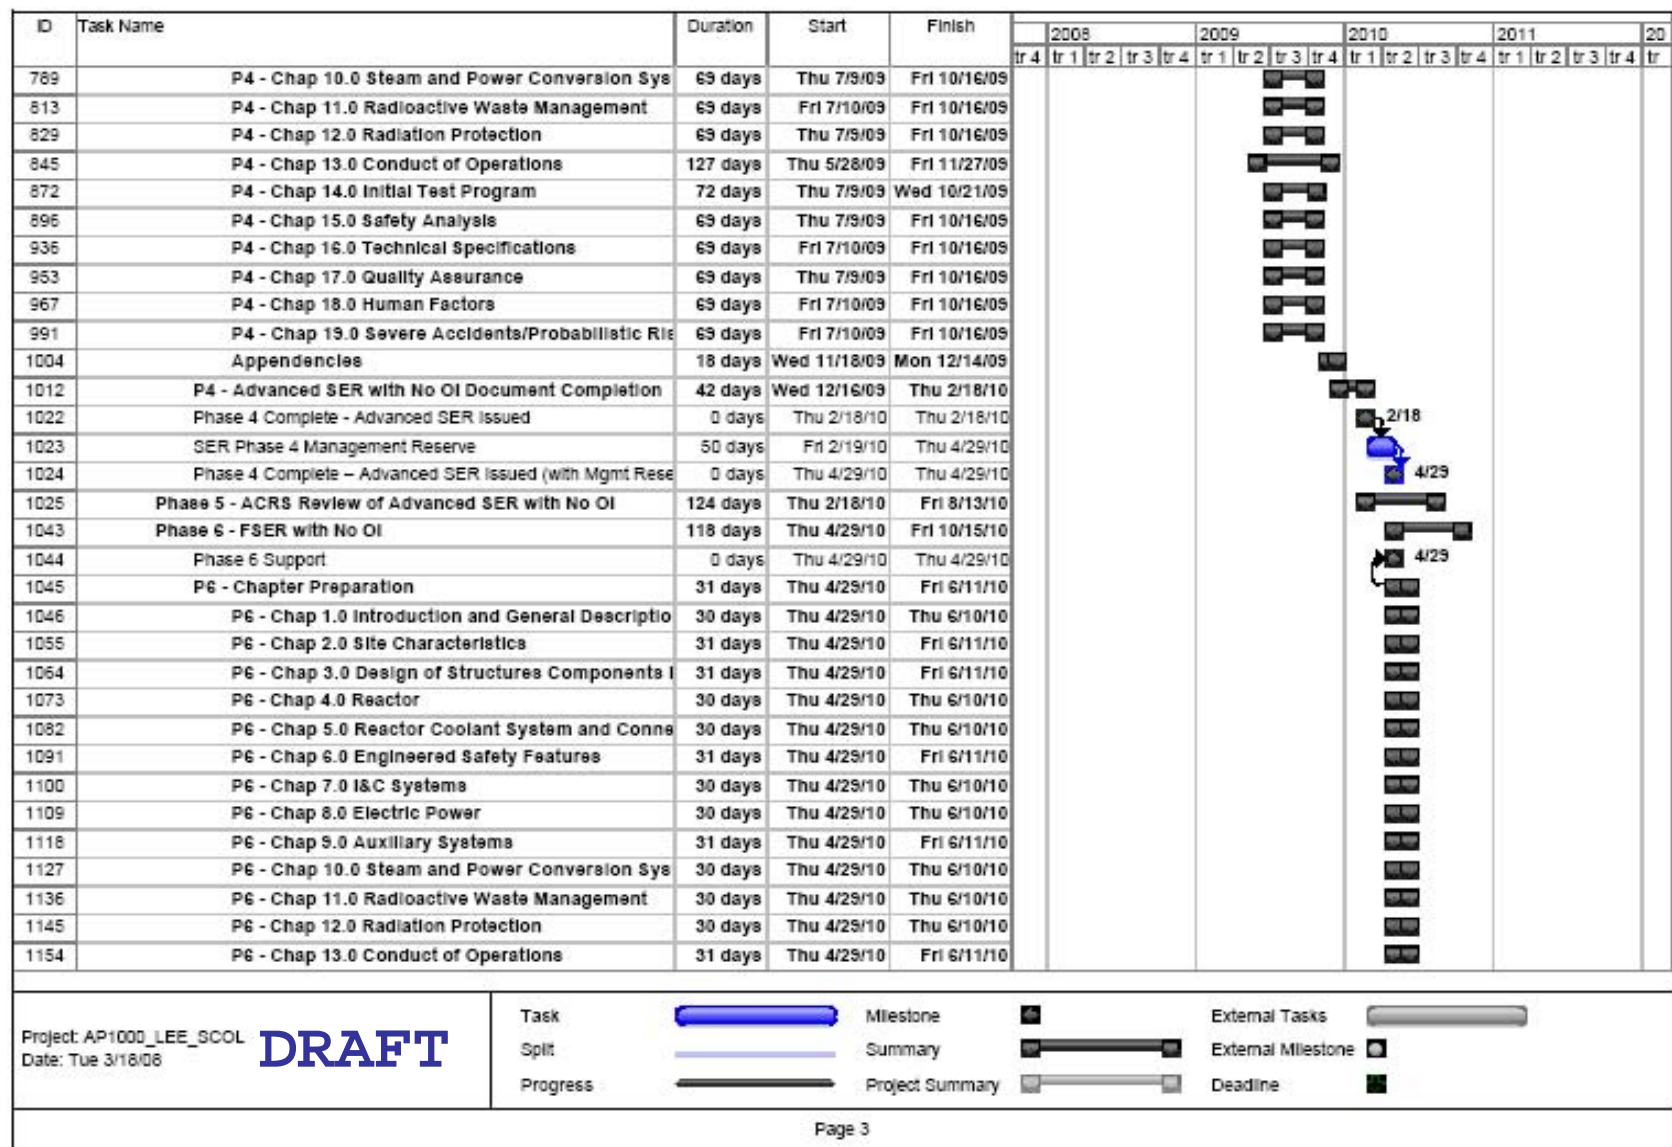 ID Task Name Duration Start Finish
2008 2009 2010 2011 20
tr 4 tr 1 tr 2 tr 3 tr 4 tr 1 tr 2 tr 3 tr 4 tr 1 tr 2 tr 3 tr 4 tr 1 tr 2 tr 3 tr 4 tr
789 P4 - Chap 10.0 Steam and Power Conversion Sys 69 days Thu 7/9/09 Fri 10/16/09
813 P4 - Chap 11.0 Radioactive Waste Management 69 days Fri 7/10/09 Fri 10/16/09
829 P4 - Chap 12.0 Radiation Protection 69 days Thu 7/9/09 Fri 10/16/09
845 P4 - Chap 13.0 Conduct of Operations 127 days Thu 5/28/09 Fri 11/27/09
872 P4 - Chap 14.0 Initial Test Program 72 days Thu 7/9/09 Wed 10/21/09
896 P4 - Chap 15.0 Safety Analysis 69 days Thu 7/9/09 Fri 10/16/09
936 P4 - Chap 16.0 Technical Specifications 69 days Fri 7/10/09 Fri 10/16/09
953 P4 - Chap 17.0 Quality Assurance 69 days Thu 7/9/09 Fri 10/16/09
967 P4 - Chap 18.0 Human Factors 69 days Fri 7/10/09 Fri 10/16/09
991 P4 - Chap 19.0 Severe Accidents/Probabilistic Ris 69 days Fri 7/10/09 Fri 10/16/09
1004 Appendencies 18 days Wed 11/18/09 Mon 12/14/09
1012 P4 - Advanced SER with No OI Document Completion 42 days Wed 12/16/09 Thu 2/18/10
1022 Phase 4 Complete - Advanced SER Issued 0 days Thu 2/18/10 Thu 2/18/10 2/18
1023 SER Phase 4 Management Reserve 50 days Fri 2/19/10 Thu 4/29/10
1024 Phase 4 Complete – Advanced SER Issued (with Mgmt Rese 0 days Thu 4/29/10 Thu 4/29/10 4/29
1025 Phase 5 - ACRS Review of Advanced SER with No OI 124 days Thu 2/18/10 Fri 8/13/10
1043 Phase 6 - FSER with No OI 118 days Thu 4/29/10 Fri 10/15/10
1044 Phase 6 Support 0 days Thu 4/29/10 Thu 4/29/10 4/29
1045 P6 - Chapter Preparation 31 days Thu 4/29/10 Fri 6/11/10
1046 P6 - Chap 1.0 Introduction and General Descriptio 30 days Thu 4/29/10 Thu 6/10/10
1055 P6 - Chap 2.0 Site Characteristics 31 days Thu 4/29/10 Fri 6/11/10
1064 P6 - Chap 3.0 Design of Structures Components 31 days Thu 4/29/10 Fri 6/11/10
1073 P6 - Chap 4.0 Reactor 30 days Thu 4/29/10 Thu 6/10/10
1082 P6 - Chap 5.0 Reactor Coolant System and Conne 30 days Thu 4/29/10 Thu 6/10/10
1091 P6 - Chap 6.0 Engineered Safety Features 31 days Thu 4/29/10 Fri 6/11/10
1100 P6 - Chap 7.0 I&C Systems 30 days Thu 4/29/10 Thu 6/10/10
1109 P6 - Chap 8.0 Electric Power 30 days Thu 4/29/10 Thu 6/10/10
1118 P6 - Chap 9.0 Auxiliary Systems 31 days Thu 4/29/10 Fri 6/11/10
1127 P6 - Chap 10.0 Steam and Power Conversion Sys 30 days Thu 4/29/10 Thu 6/10/10
1136 P6 - Chap 11.0 Radioactive Waste Management 30 days Thu 4/29/10 Thu 6/10/10
1145 P6 - Chap 12.0 Radiation Protection 30 days Thu 4/29/10 Thu 6/10/10
1154 P6 - Chap 13.0 Conduct of Operations 31 days Thu 4/29/10 Fri 6/11/10
Project: AP1000_LEE_SCOL
Date: Tue 3/18/08
DRAFT
Task Milestone External Tasks
Split Summary External Milestone
Progress Project Summary Deadline
Page 3